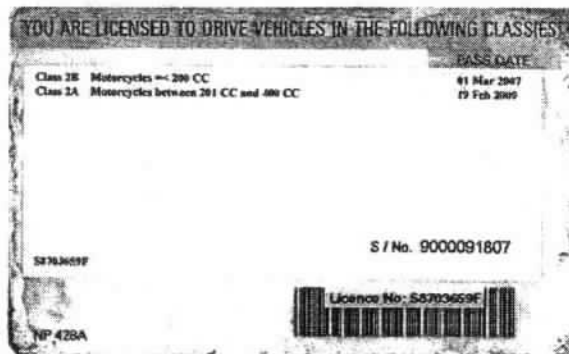 YOU ARE LICENSED TO DRIVE VEHICLES IN THE FOLLOWING CLASS(ES)
PASS DATE
Class 2B Motorcycles =< 200 CC 01 Mar 2007
Class 2A Motorcycles between 201 CC and 400 CC 19 Feb 2009
S / No. 9000091807
S8703659F
Licence No: S8703659F
NP 428A